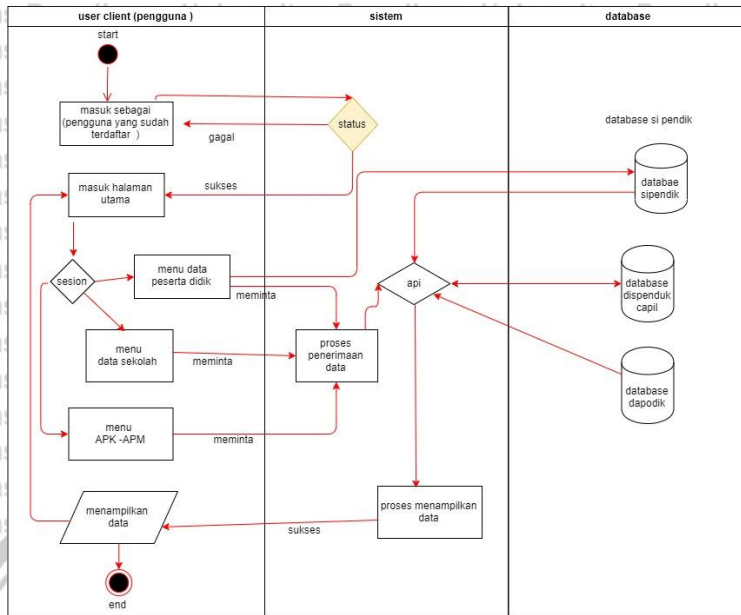 user client (pengguna )
sistem
database
start
masuk sebagai
(pengguna yang sudah
terdaftar )
status
gagal
database si pendik
sukses
masuk halaman
utama
databae
sipendik
sesion
menu data
peserta didik
meminta
api
database
dispenduk
capil
menu
data sekolah
meminta
proses
penerimaan
data
database
dapodik
menu
APK -APM
meminta
menampilkan
data
sukses
proses menampilkan
data
end